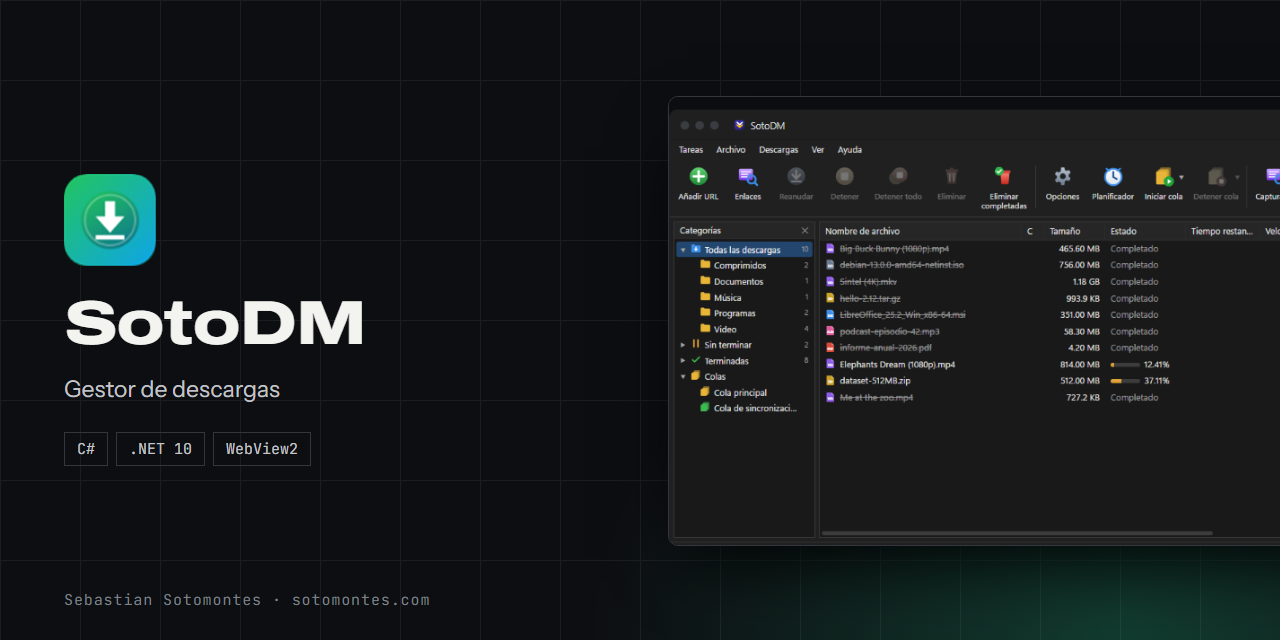 SotoDM
Gestor de descargas
C# .NET 10 WebView2
Sebastian Sotomontes · sotomontes.com
SotoDM
Tareas Archivo Descargas Ver Ayuda
Añadir URL Enlaces Reanudar Detener Detener todo Eliminar Eliminar completadas Opciones Planificador Iniciar cola Detener cola
Categorías
Todas las descargas 10
Comprimidos 2
Documentos 1
Música 1
Programas 2
Vídeo 4
Sin terminar 2
Terminadas 8
Colas
Cola principal
Cola de sincronizaci...
Nombre de archivo C Tamaño Estado Tiempo restan...
Big Buck Bunny (1080p).mp4 465.60 MB Completado
debian-13.0.0-amd64-netinst.iso 756.00 MB Completado
Sintel (4K).mkv 1.18 GB Completado
hello-2.12.tar.gz 993.9 KB Completado
LibreOffice_25.2_Win_x86-64.msi 351.00 MB Completado
podcast-episodio-42.mp3 58.30 MB Completado
informe-anual-2026.pdf 4.20 MB Completado
Elephants Dream (1080p).mp4 814.00 MB 12.41%
dataset-512MB.zip 512.00 MB 37.11%
Me at the zoo.mp4 727.2 KB Completado